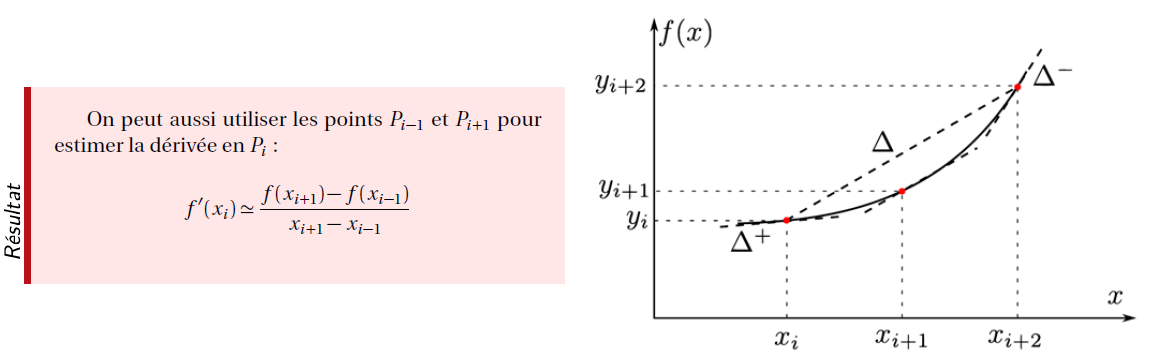 Résultat
On peut aussi utiliser les points P_{i−1} et P_{i+1} pour
estimer la dérivée en P_i :
f′(x_i) ≃ \frac{f(x_{i+1}) − f(x_{i−1})}{x_{i+1} − x_{i−1}}
f(x)
y_{i+2}
Δ^−
Δ
y_{i+1}
y_i
Δ^+
x
x_i
x_{i+1}
x_{i+2}